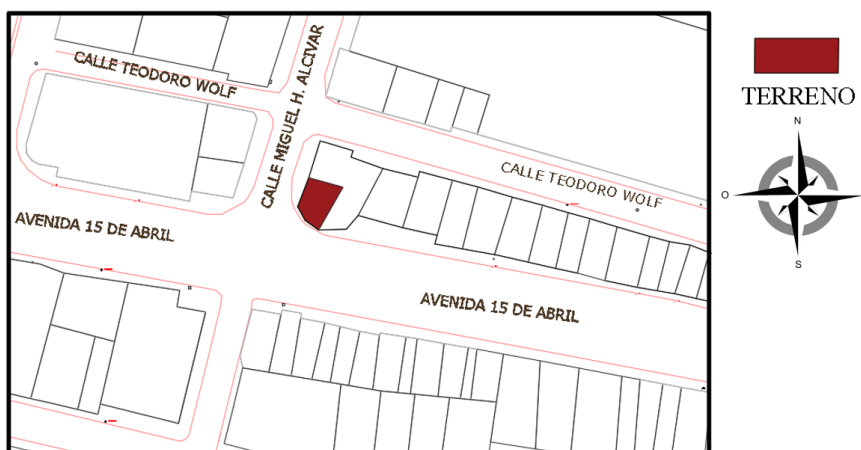 CALLE TEODORO WOLF
CALLE MIGUEL H. ALCIVAR
CALLE TEODORO WOLF
AVENIDA 15 DE ABRIL
AVENIDA 15 DE ABRIL
TERRENO
N
O
E
S